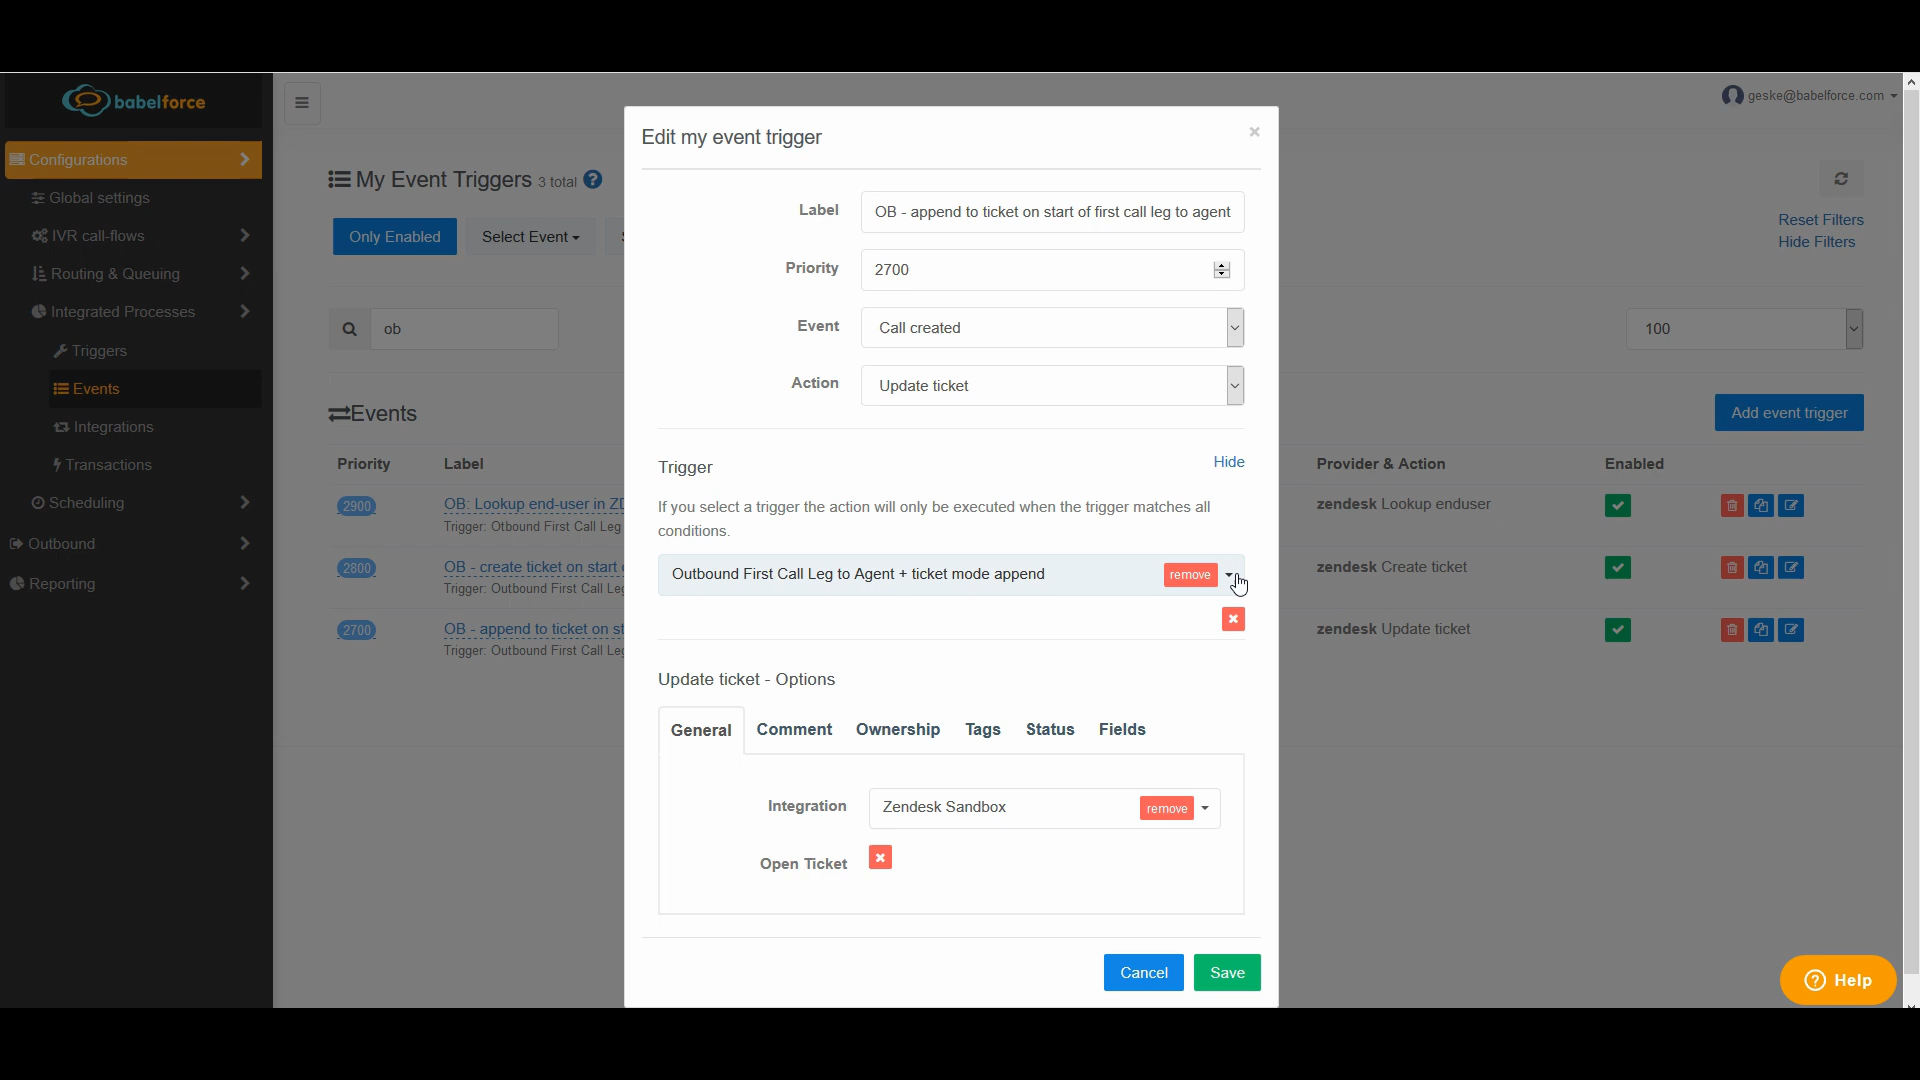 babelforce
geske@babelforce.com
Configurations
Global settings
IVR call-flows
Routing & Queuing
Integrated Processes
Triggers
Events
Integrations
Transactions
Scheduling
Outbound
Reporting
My Event Triggers 3 total
Reset Filters
Hide Filters
Only Enabled
Select Event
ob
100
Events
Add event trigger
Priority Label Provider & Action Enabled
2900 OB: Lookup end-user in ZD zendesk Lookup enduser
Trigger: Otbound First Call Leg
2800 OB - create ticket on start zendesk Create ticket
Trigger: Outbound First Call Leg
2700 OB - append to ticket on st zendesk Update ticket
Trigger: Outbound First Call Leg
Edit my event trigger
Label OB - append to ticket on start of first call leg to agent
Priority 2700
Event Call created
Action Update ticket
Trigger Hide
If you select a trigger the action will only be executed when the trigger matches all
conditions.
Outbound First Call Leg to Agent + ticket mode append remove
Update ticket - Options
General Comment Ownership Tags Status Fields
Integration Zendesk Sandbox remove
Open Ticket
Cancel Save
Help